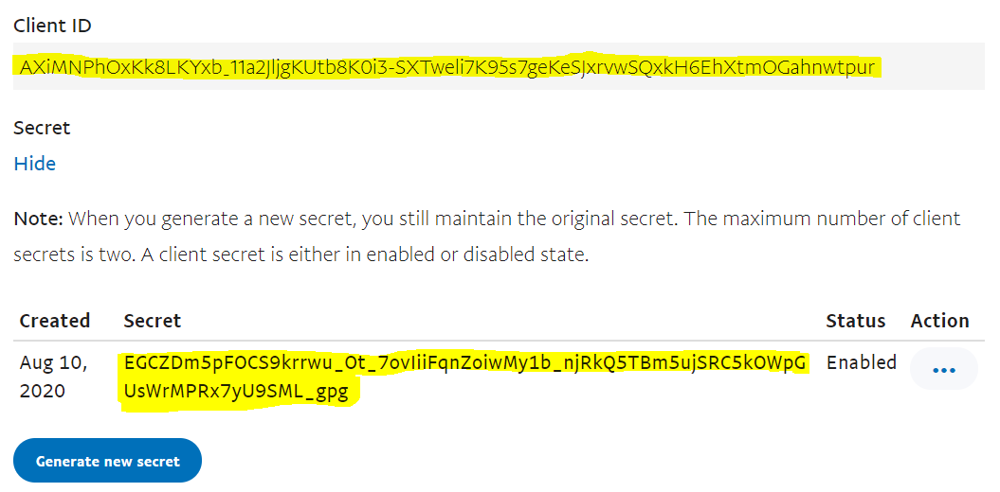 Client ID
AXiMNPhOxKk8LKYxb_11a2JljgKUtb8K0i3-SXTweli7K95s7geKeSJxrvwSQxkH6EhXtmOGahnwtpur
Secret
Hide
Note: When you generate a new secret, you still maintain the original secret. The maximum number of client
secrets is two. A client secret is either in enabled or disabled state.
Created Secret Status Action
Aug 10, EGCZDm5pFOCS9krrwu_Ot_7ovIiiFqnZoiwMy1b_njRkQ5TBm5ujSRC5kOWpG Enabled ...
2020 UsWrMPRx7yU9SML_gpg
Generate new secret